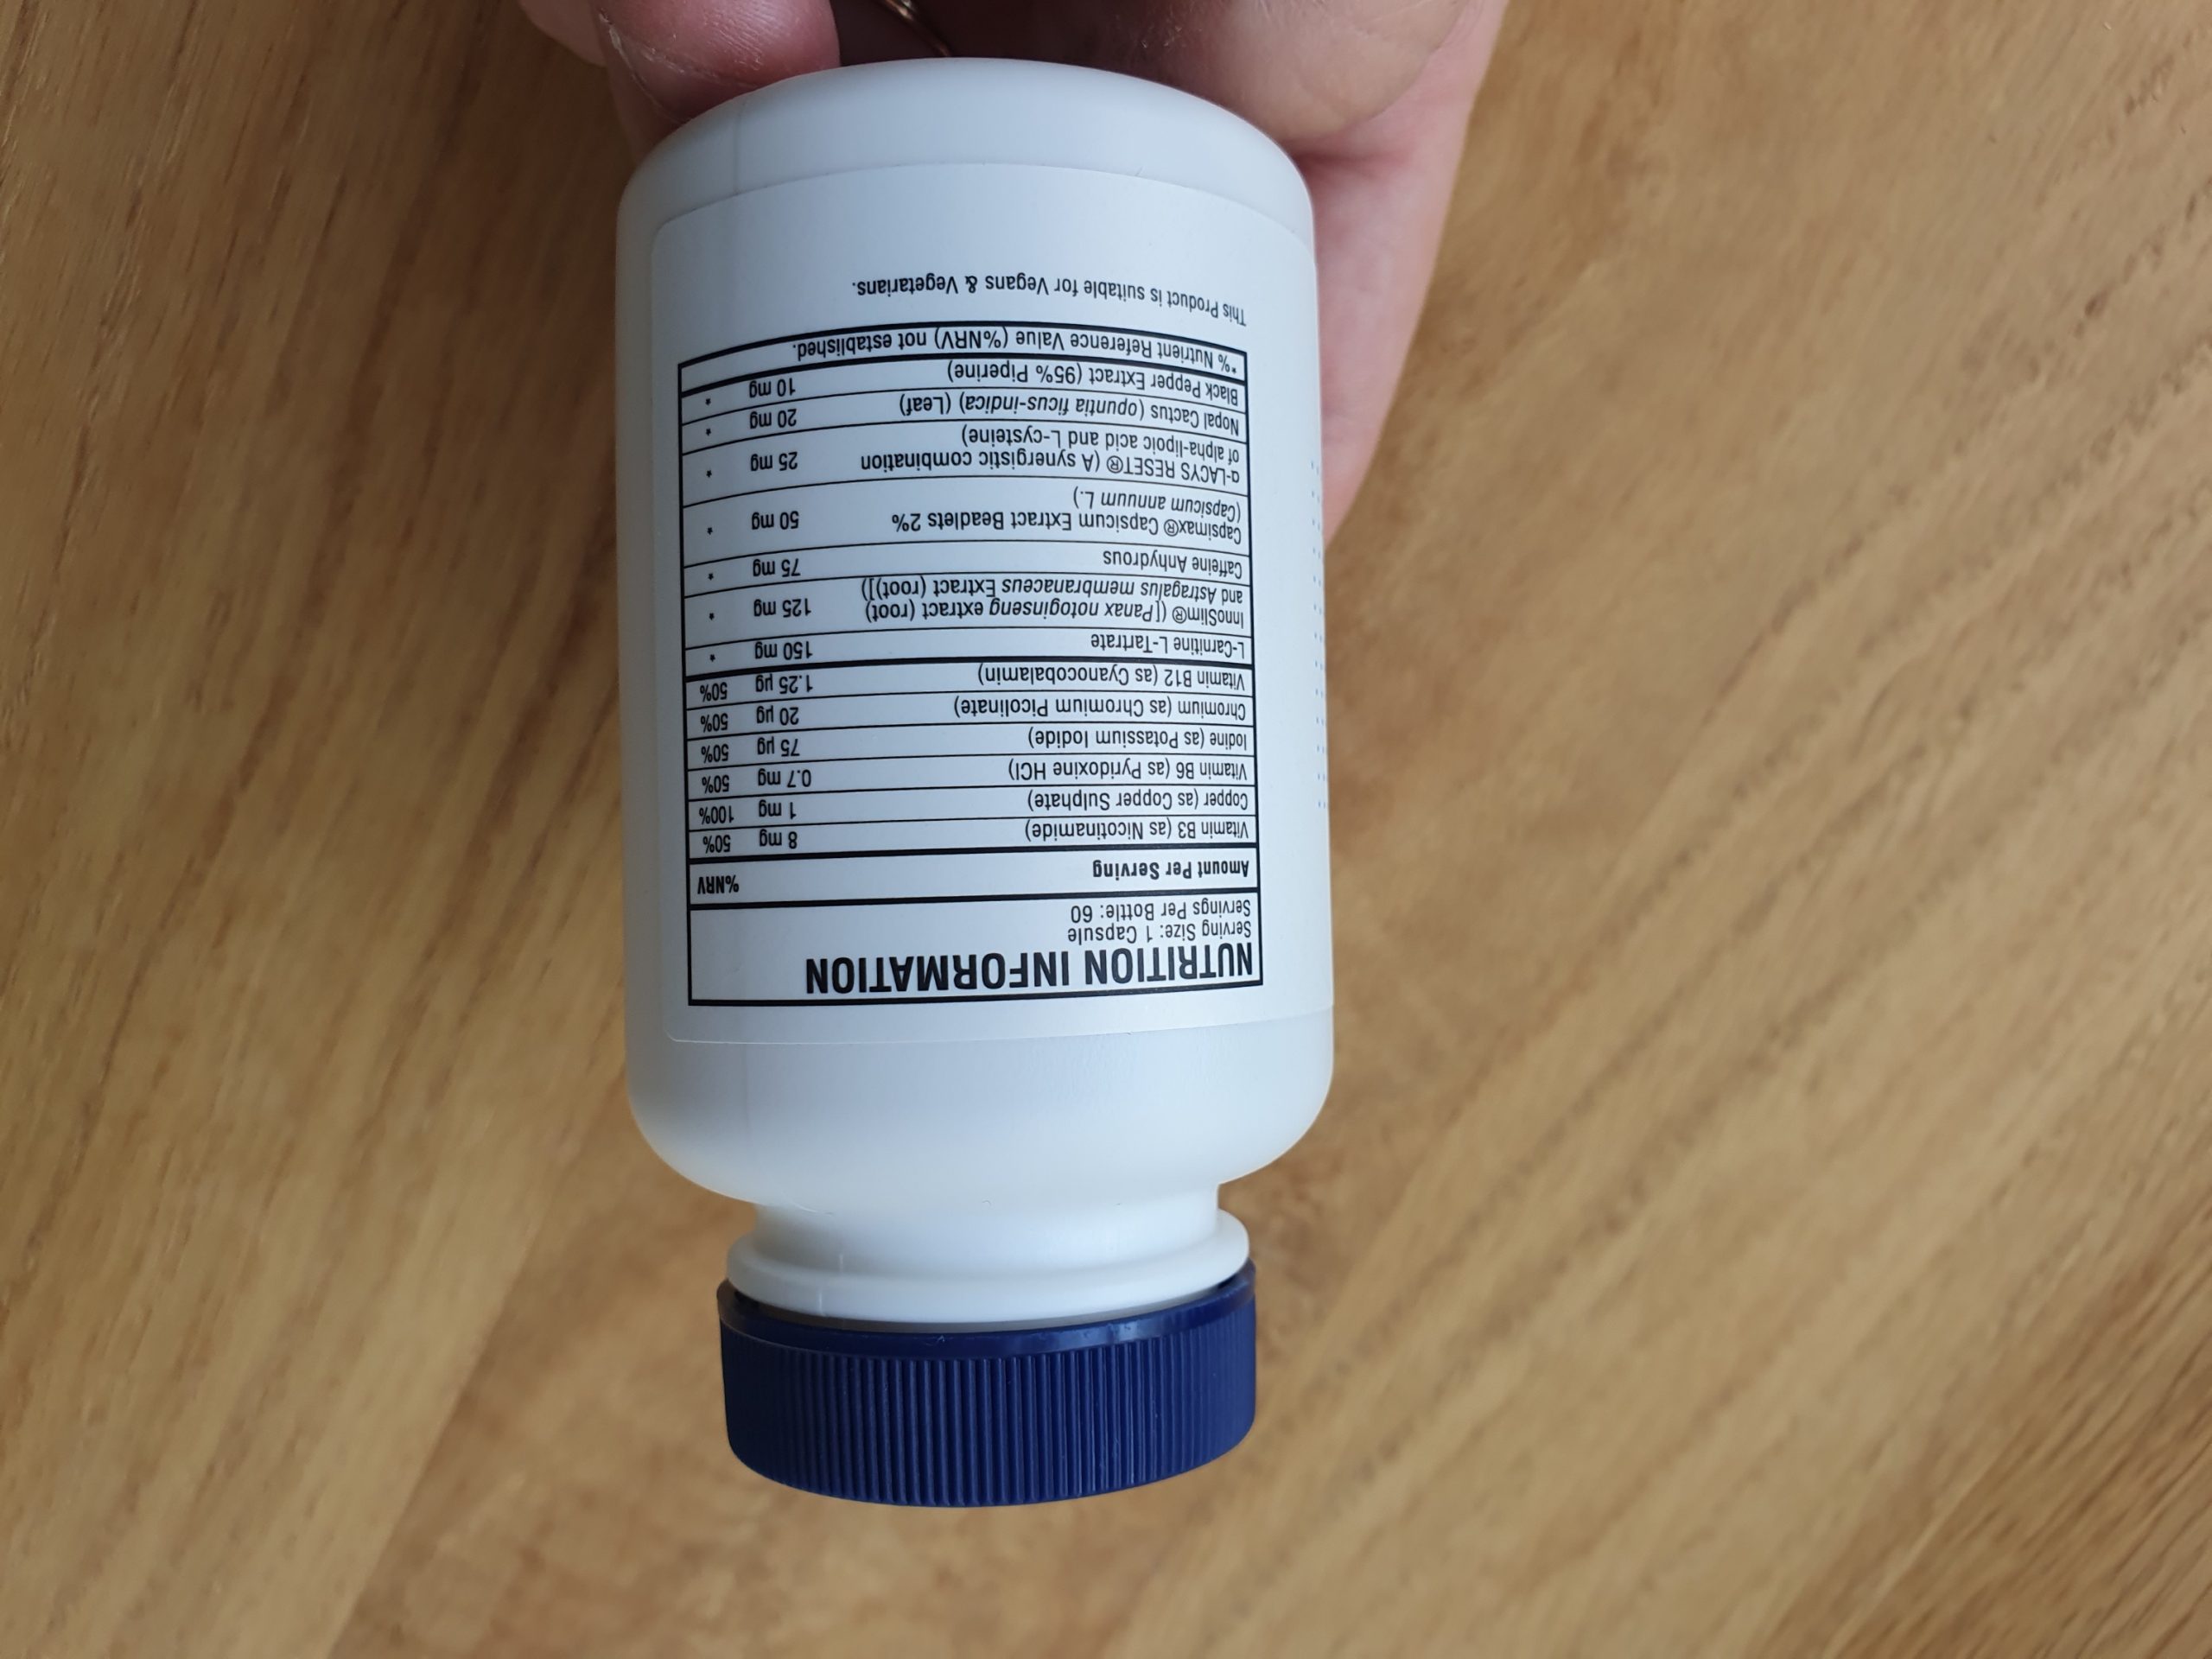 NUTRITION INFORMATION
Serving Size: 1 Capsule
Servings Per Bottle: 60
Amount Per Serving %NRV
Vitamin B3 (as Nicotinamide) 8 mg 50%
Copper (as Copper Sulphate) 1 mg 100%
Vitamin B6 (as Pyridoxine HCl) 0.7 mg 50%
Iodine (as Potassium Iodide) 75 µg 50%
Chromium (as Chromium Picolinate) 20 µg 50%
Vitamin B12 (as Cyanocobalamin) 1.25 µg 50%
L-Carnitine L-Tartrate 150 mg *
InnoSlim® ([Panax notoginseng extract (root)
and Astragalus membranaceus Extract (root)]) 125 mg *
Caffeine Anhydrous 75 mg *
Capsimax® Capsicum Extract Beadlets 2%
(Capsicum annuum L.) 50 mg *
α-LACYS RESET® (A synergistic combination
of alpha-lipoic acid and L-cysteine) 25 mg *
Nopal Cactus (opuntia ficus-indica) (Leaf) 20 mg *
Black Pepper Extract (95% Piperine) 10 mg *
*% Nutrient Reference Value (%NRV) not established.
This Product is suitable for Vegans & Vegetarians.